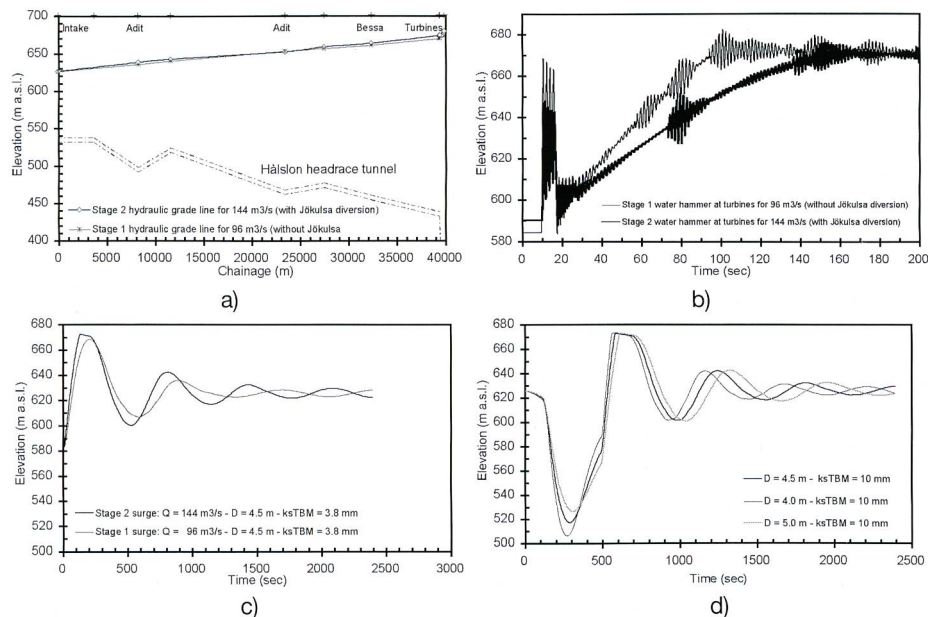 700
650
600
550
500
450
400
Elevation (m a.s.l.)
Intake
Adit
Adit
Bessa
Turbines
Hàlslon headrace tunnel
Stage 2 hydraulic grade line for 144 m3/s (with Jökulsa diversion)
Stage 1 hydraulic grade line for 96 m3/s (without Jökulsa
0 5000 10000 15000 20000 25000 30000 35000 40000
Chainage (m)
a)
680
660
640
620
600
580
Elevation (m a.s.l.)
Stage 1 water hammer at turbines for 96 m3/s (without Jökulsa diversion)
Stage 2 water hammer at turbines for 144 m3/s (with Jökulsa diversion)
0 20 40 60 80 100 120 140 160 180 200
Time (sec)
b)
680
660
640
620
600
580
560
540
520
500
Elevation (m a.s.l.)
Stage 2 surge: Q = 144 m3/s - D = 4.5 m - ksTBM = 3.8 mm
Stage 1 surge: Q = 96 m3/s - D = 4.5 m - ksTBM = 3.8 mm
0 500 1000 1500 2000 2500 3000
Time (sec)
c)
680
660
640
620
600
580
560
540
520
500
Elevation (m a.s.l.)
D = 4.5 m - ksTBM = 10 mm
D = 4.0 m - ksTBM = 10 mm
D = 5.0 m - ksTBM = 10 mm
0 500 1000 1500 2000 2500
Time (sec)
d)